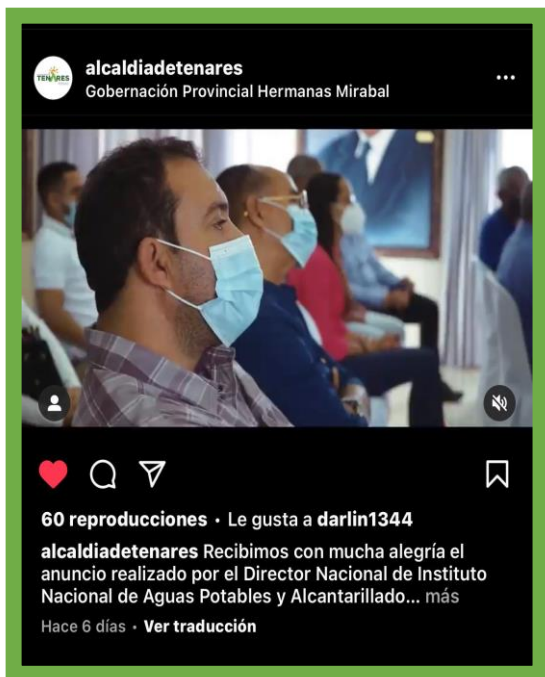 TENARES
alcaldiadetenares
Gobernación Provincial Hermanas Mirabal
60 reproducciones · Le gusta a darlin1344
alcaldiadetenares Recibimos con mucha alegría el
anuncio realizado por el Director Nacional de Instituto
Nacional de Aguas Potables y Alcantarillado... más
Hace 6 días · Ver traducción